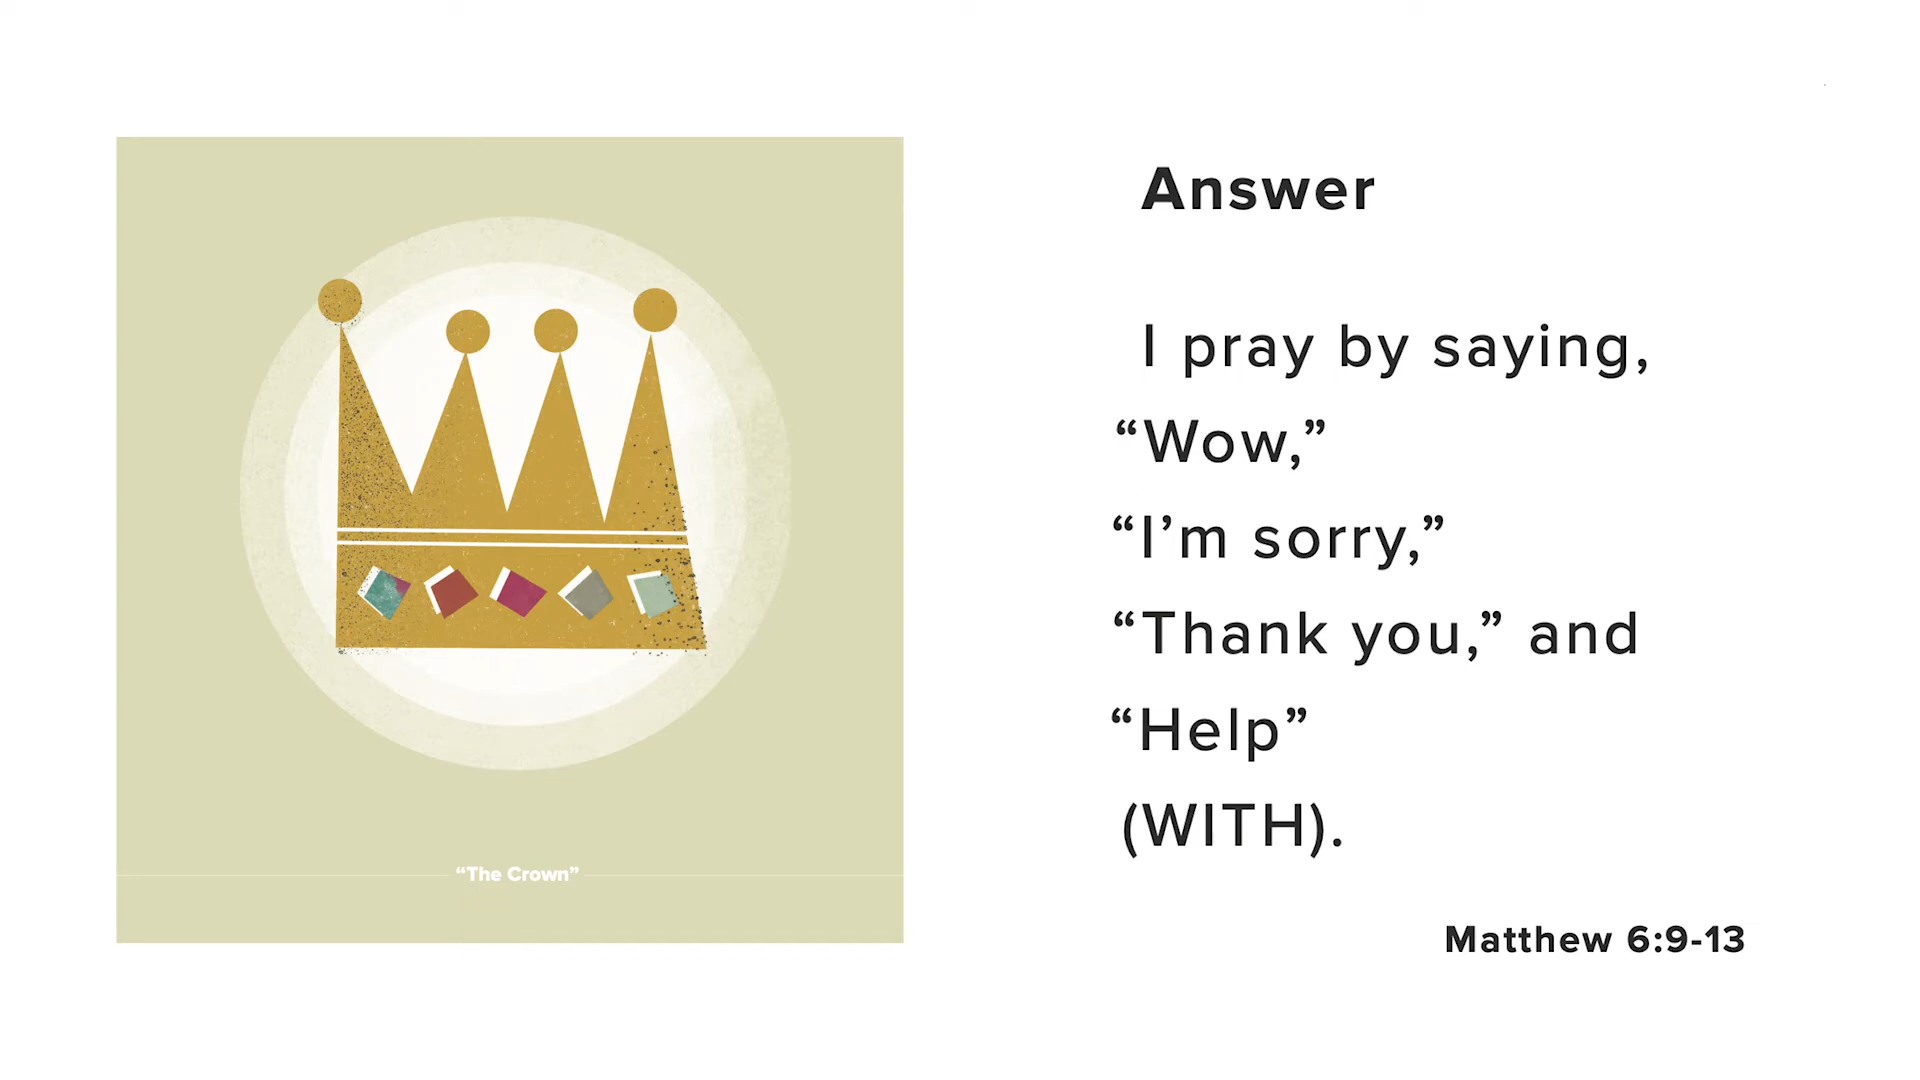 “The Crown”
Answer
I pray by saying,
“Wow,”
“I’m sorry,”
“Thank you,” and
“Help”
(WITH).
Matthew 6:9-13